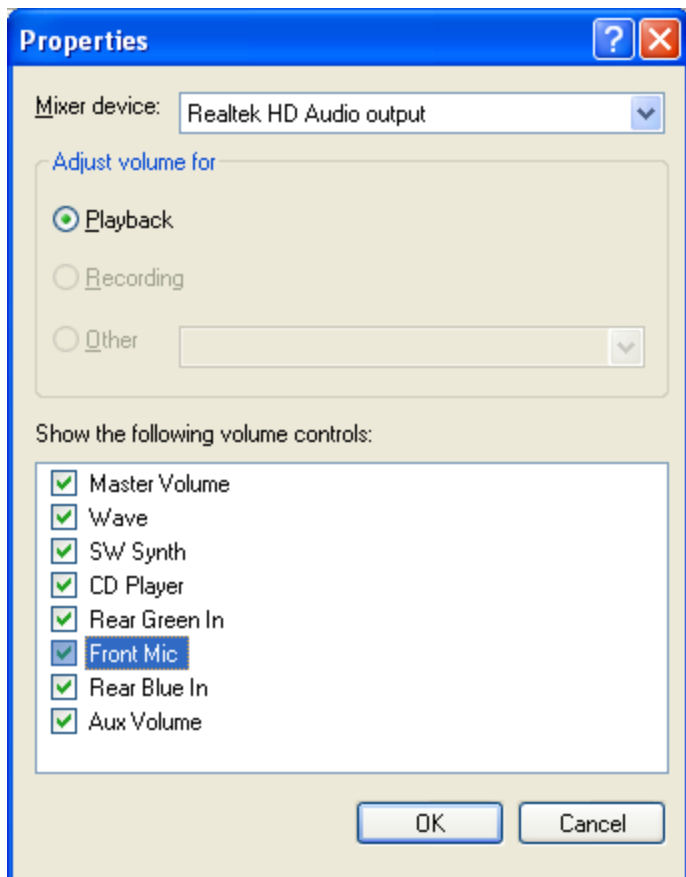 Properties
Mixer device: Realtek HD Audio output
Adjust volume for
Playback
Recording
Other
Show the following volume controls:
Master Volume
Wave
SW Synth
CD Player
Rear Green In
Front Mic
Rear Blue In
Aux Volume
OK Cancel